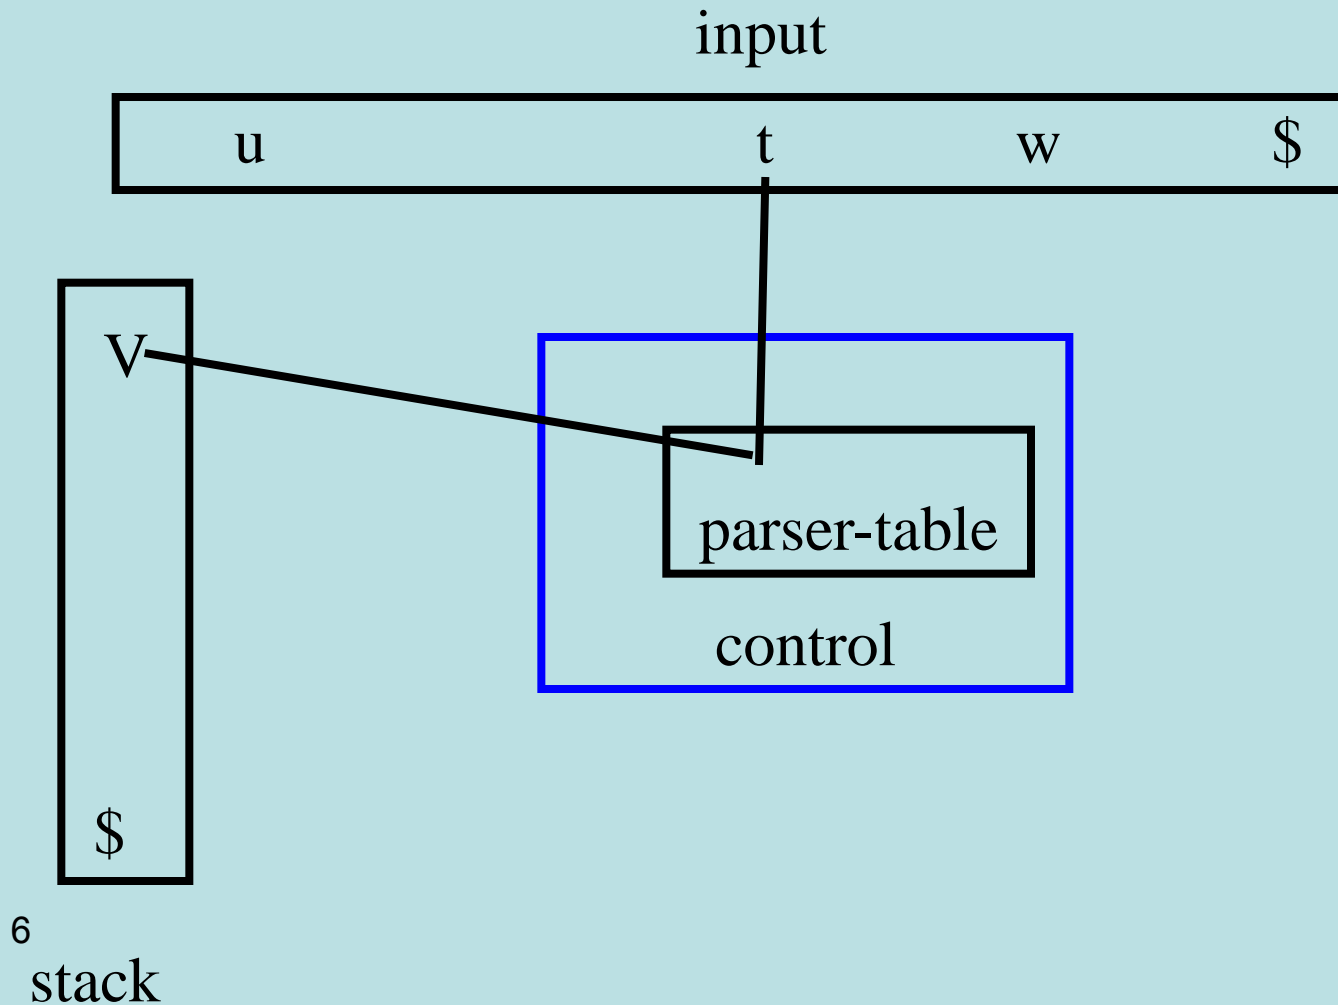 input
u t w $
V
parser-table
control
$
6
stack